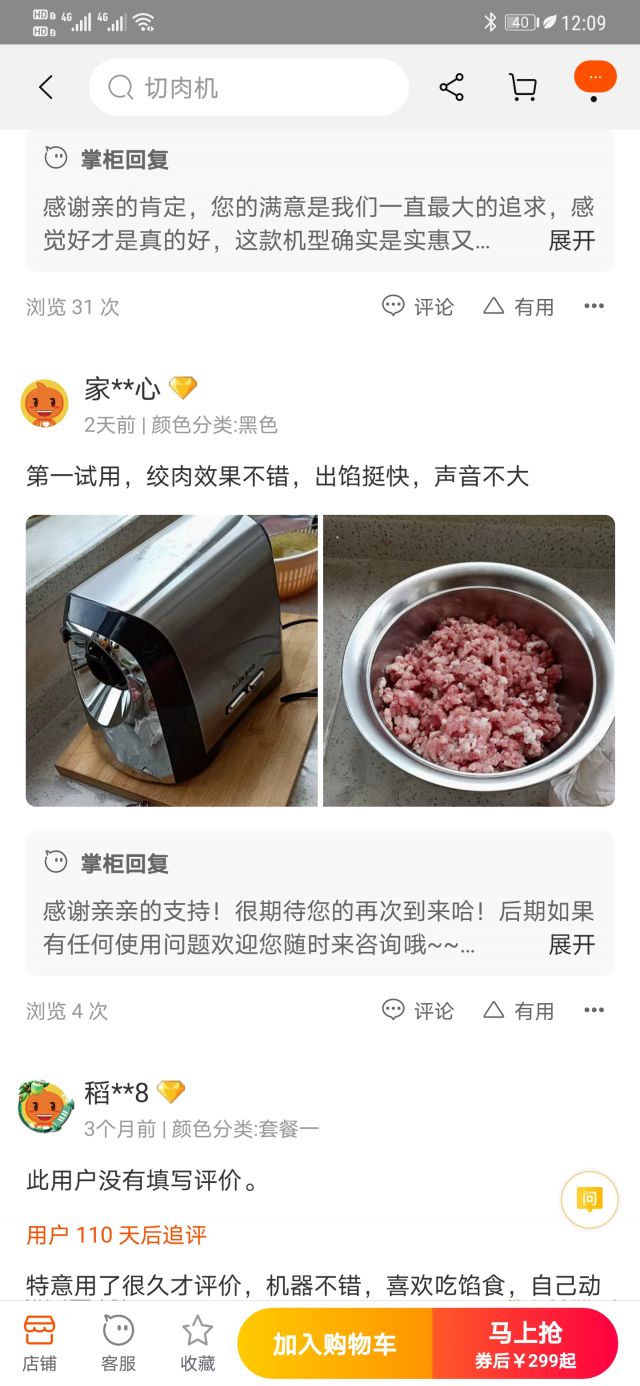 HD 1 4G 4G
HD 2
40 12:09
切肉机
掌柜回复
感谢亲的肯定，您的满意是我们一直最大的追求，感
觉好才是真的好，这款机型确实是实惠又... 展开
浏览 31 次 评论 有用
家**心
2天前 | 颜色分类:黑色
第一试用，绞肉效果不错，出馅挺快，声音不大
掌柜回复
感谢亲亲的支持！很期待您的再次到来哈！后期如果
有任何使用问题欢迎您随时来咨询哦~~... 展开
浏览 4 次 评论 有用
稻**8
3个月前 | 颜色分类:套餐一
此用户没有填写评价。
问
用户 110 天后追评
特意用了很久才评价，机器不错，喜欢吃馅食，自己动
店铺 客服 收藏 加入购物车 马上抢
券后￥299起